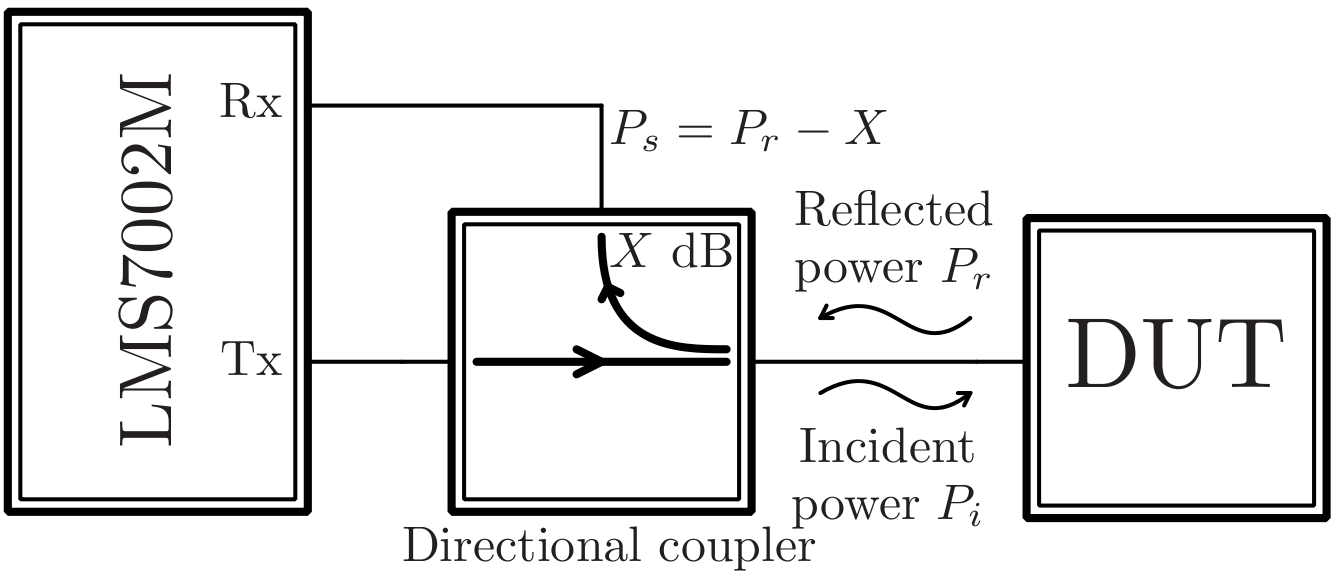 LMS7002M
Rx
Tx
P_s = P_r − X
X dB
Directional coupler
Reflected
power P_r
Incident
power P_i
DUT